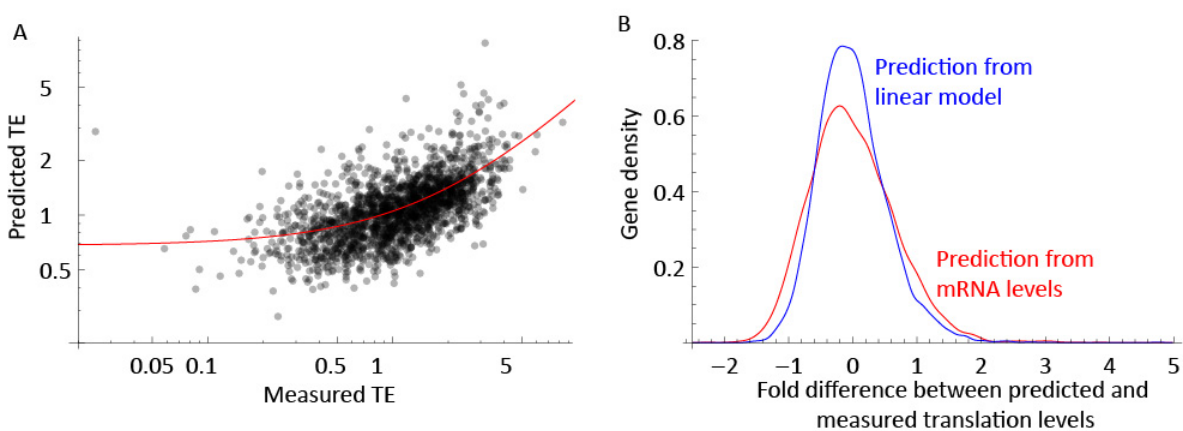 A
Predicted TE
5
2
1
0.5
0.05 0.1 0.5 1 5
Measured TE
B
Gene density
0.8
0.6
0.4
0.2
Prediction from
linear model
Prediction from
mRNA levels
−2 −1 0 1 2 3 4 5
Fold difference between predicted and
measured translation levels